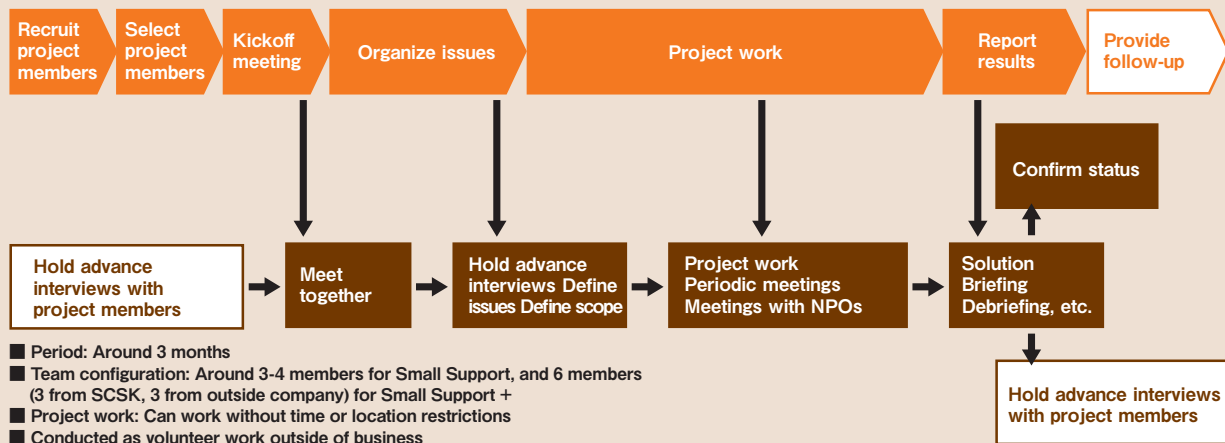 Recruit
project
members
Select
project
members
Kickoff
meeting
Organize issues
Project work
Report
results
Provide
follow-up
Confirm status
Hold advance
interviews with
project members
Meet
together
Hold advance
interviews Define
issues Define scope
Project work
Periodic meetings
Meetings with NPOs
Solution
Briefing
Debriefing, etc.
■ Period: Around 3 months
■ Team configuration: Around 3-4 members for Small Support, and 6 members
(3 from SCSK, 3 from outside company) for Small Support +
■ Project work: Can work without time or location restrictions
■ Conducted as volunteer work outside of business
Hold advance interviews
with project members